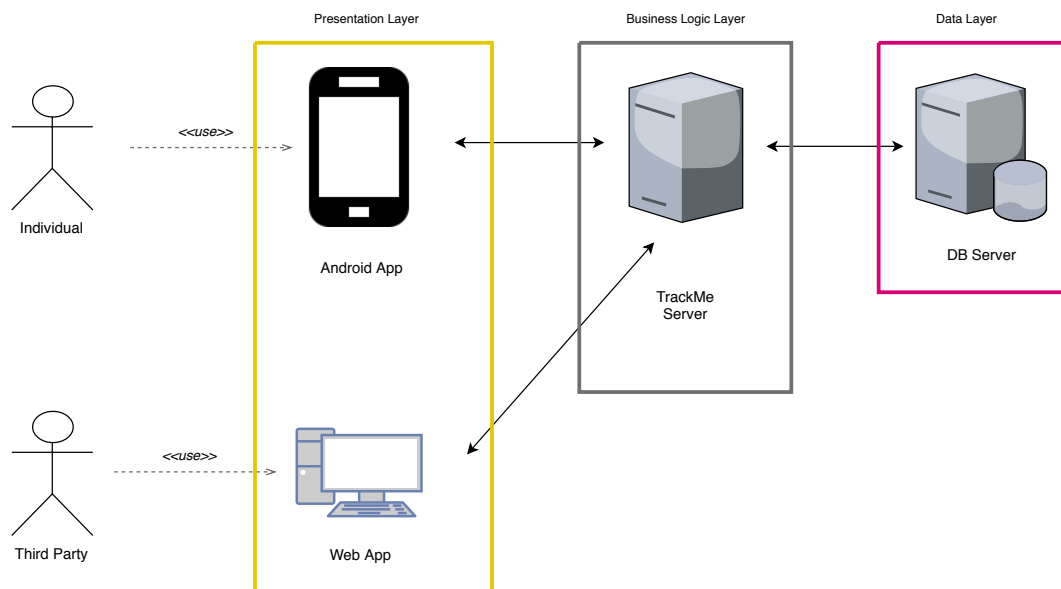 Presentation Layer
Business Logic Layer
Data Layer
<<use>>
Individual
Android App
DB Server
TrackMe
Server
<<use>>
Third Party
Web App